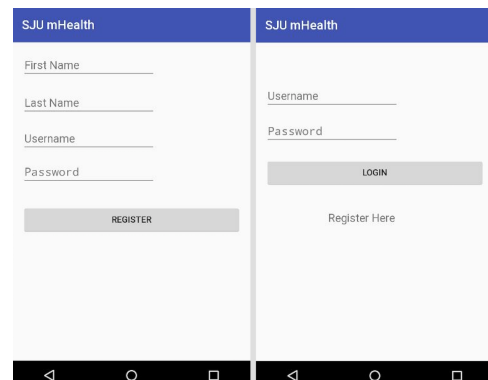 SJU mHealth
First Name
Last Name
Username
Password
REGISTER
SJU mHealth
Username
Password
LOGIN
Register Here